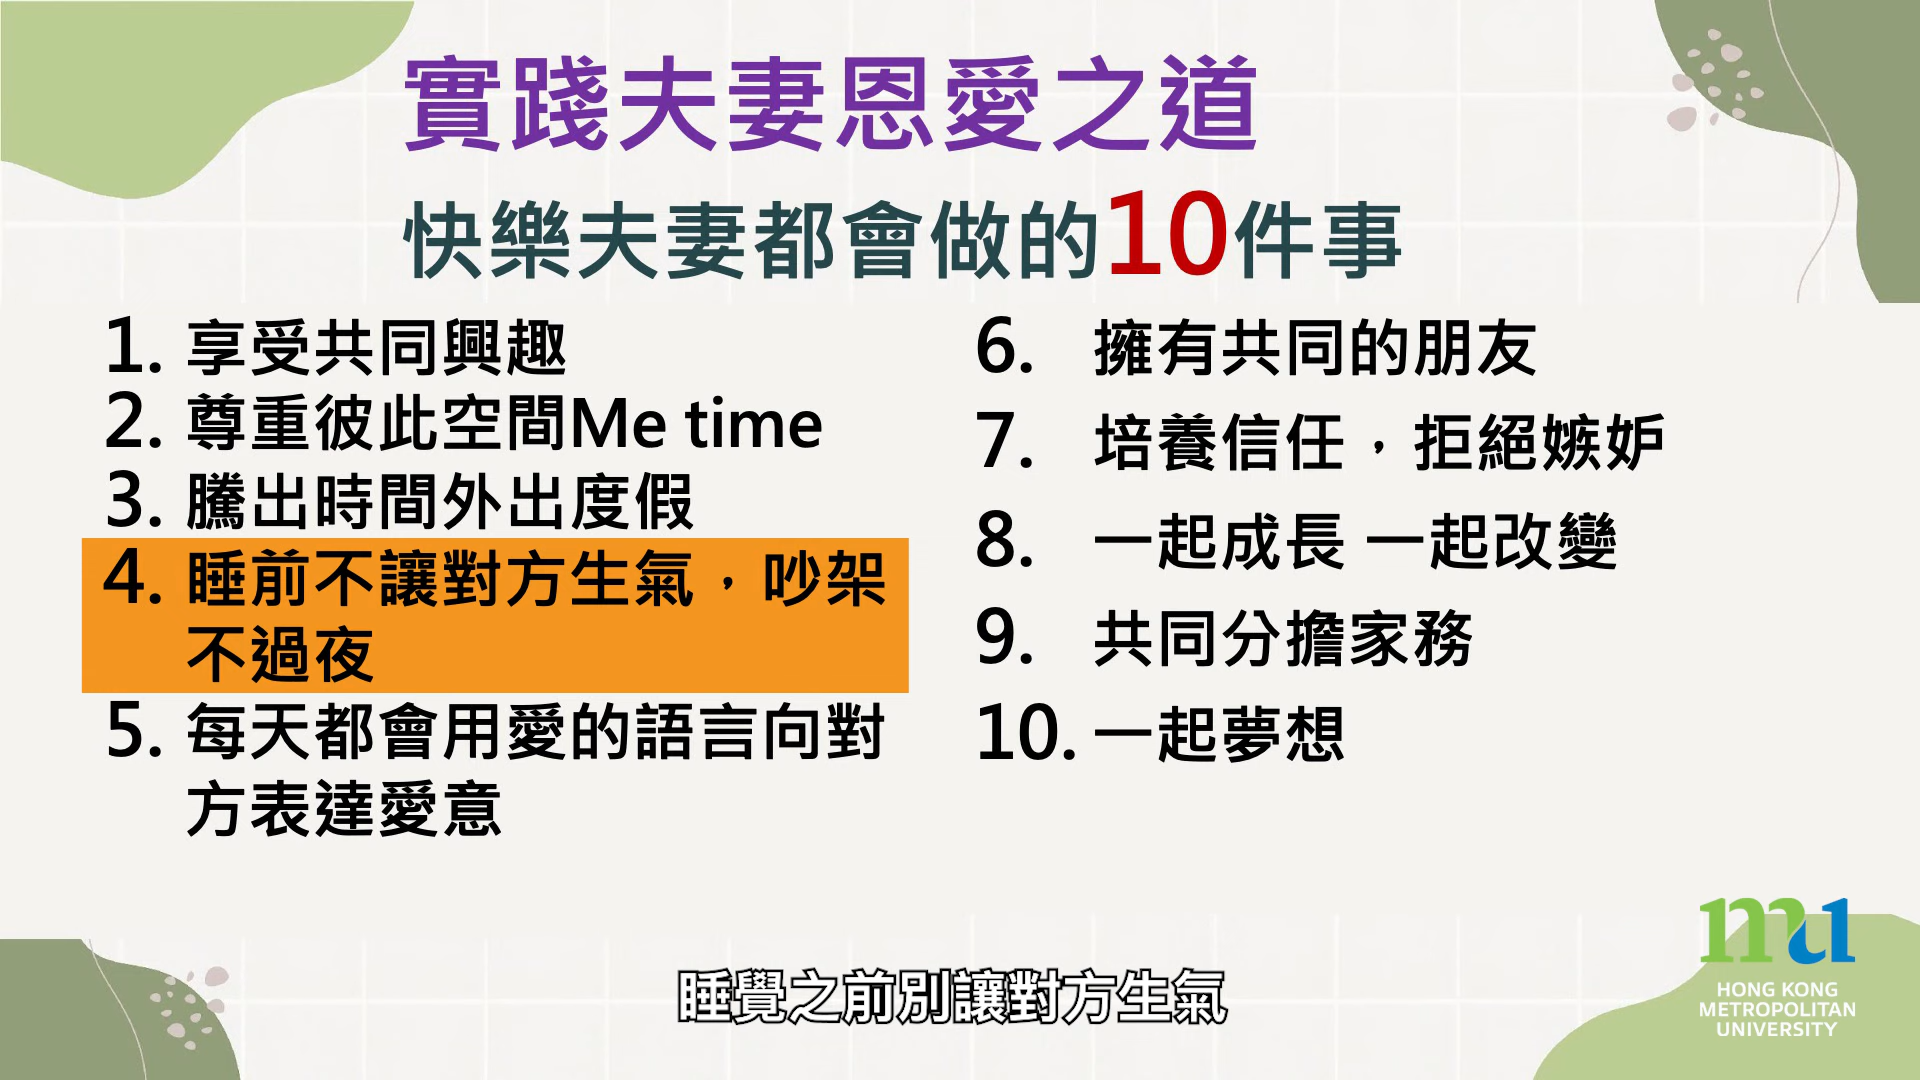 實踐夫妻恩愛之道
快樂夫妻都會做的10件事
1. 享受共同興趣
2. 尊重彼此空間Me time
3. 騰出時間外出度假
4. 睡前不讓對方生氣，吵架
不過夜
5. 每天都會用愛的語言向對
方表達愛意
6. 擁有共同的朋友
7. 培養信任，拒絕嫉妒
8. 一起成長 一起改變
9. 共同分擔家務
10. 一起夢想
睡覺之前別讓對方生氣
mu
HONG KONG
METROPOLITAN
UNIVERSITY